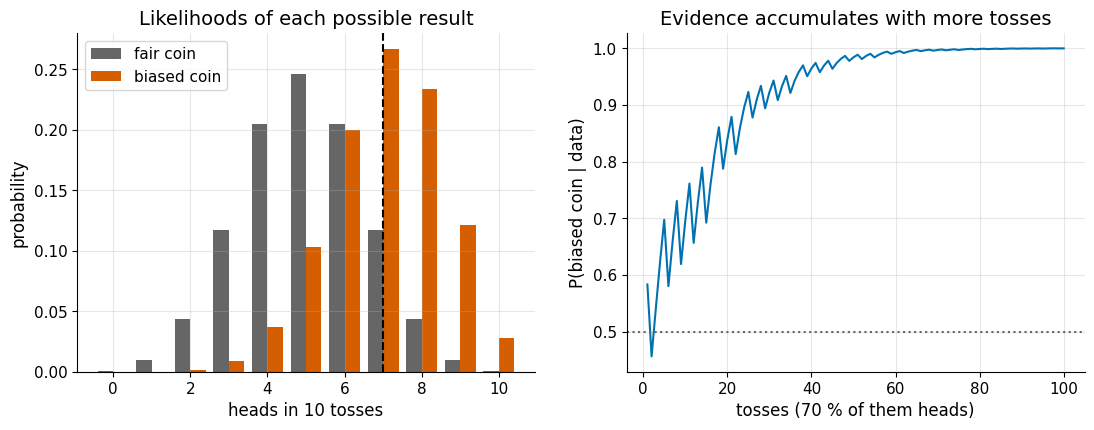 Likelihoods of each possible result
fair coin
biased coin
probability
0.25
0.20
0.15
0.10
0.05
0.00
0 2 4 6 8 10
heads in 10 tosses
Evidence accumulates with more tosses
P(biased coin | data)
1.0
0.9
0.8
0.7
0.6
0.5
0 20 40 60 80 100
tosses (70 % of them heads)